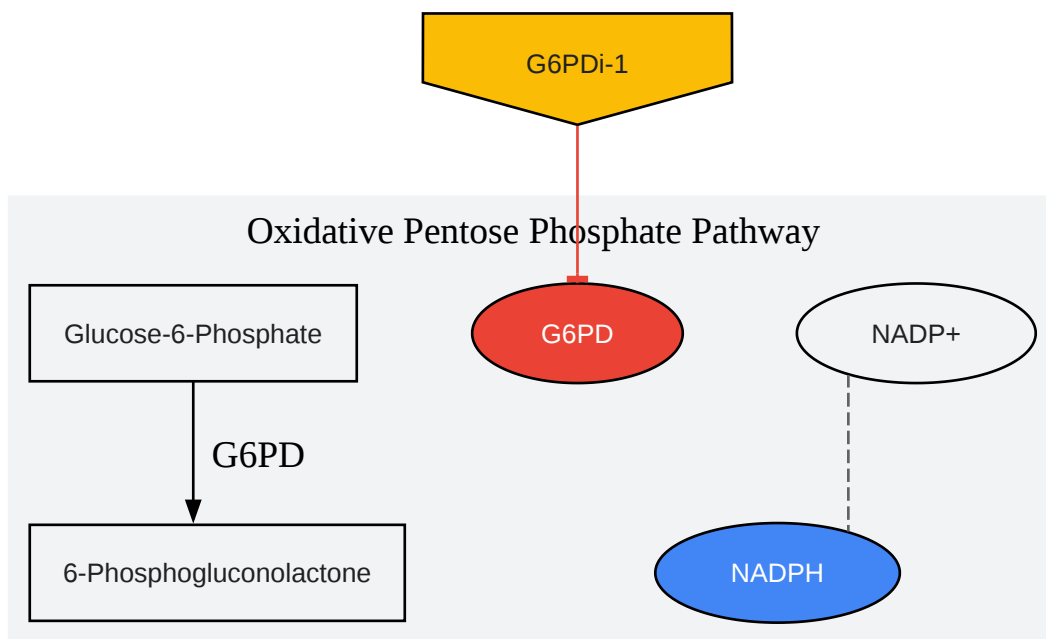 G6PDi-1
Oxidative Pentose Phosphate Pathway
Glucose-6-Phosphate
G6PD
NADP+
G6PD
6-Phosphogluconolactone
NADPH